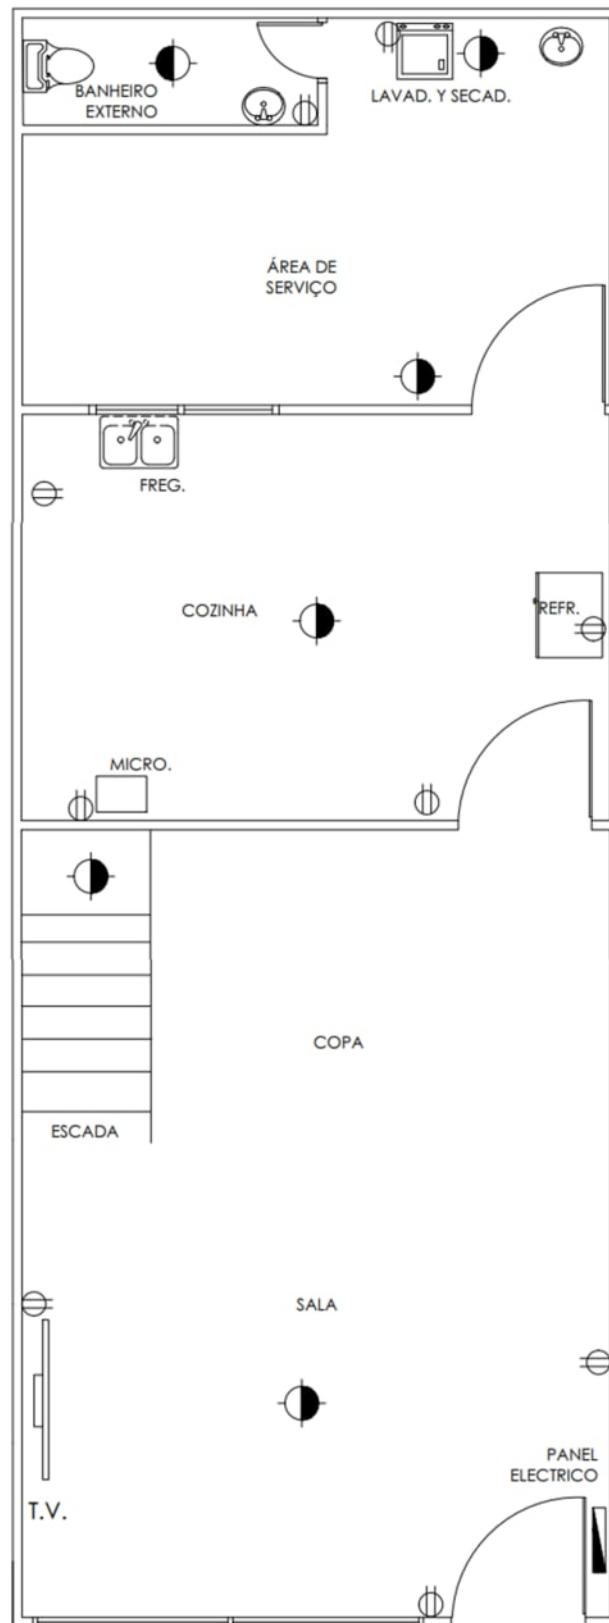 BANHEIRO
EXTERNO
LAVAD. Y SECAD.
ÁREA DE
SERVIÇO
FREG.
COZINHA
REFR.
MICRO.
COPA
ESCADA
SALA
PANEL
ELECTRICO
T.V.